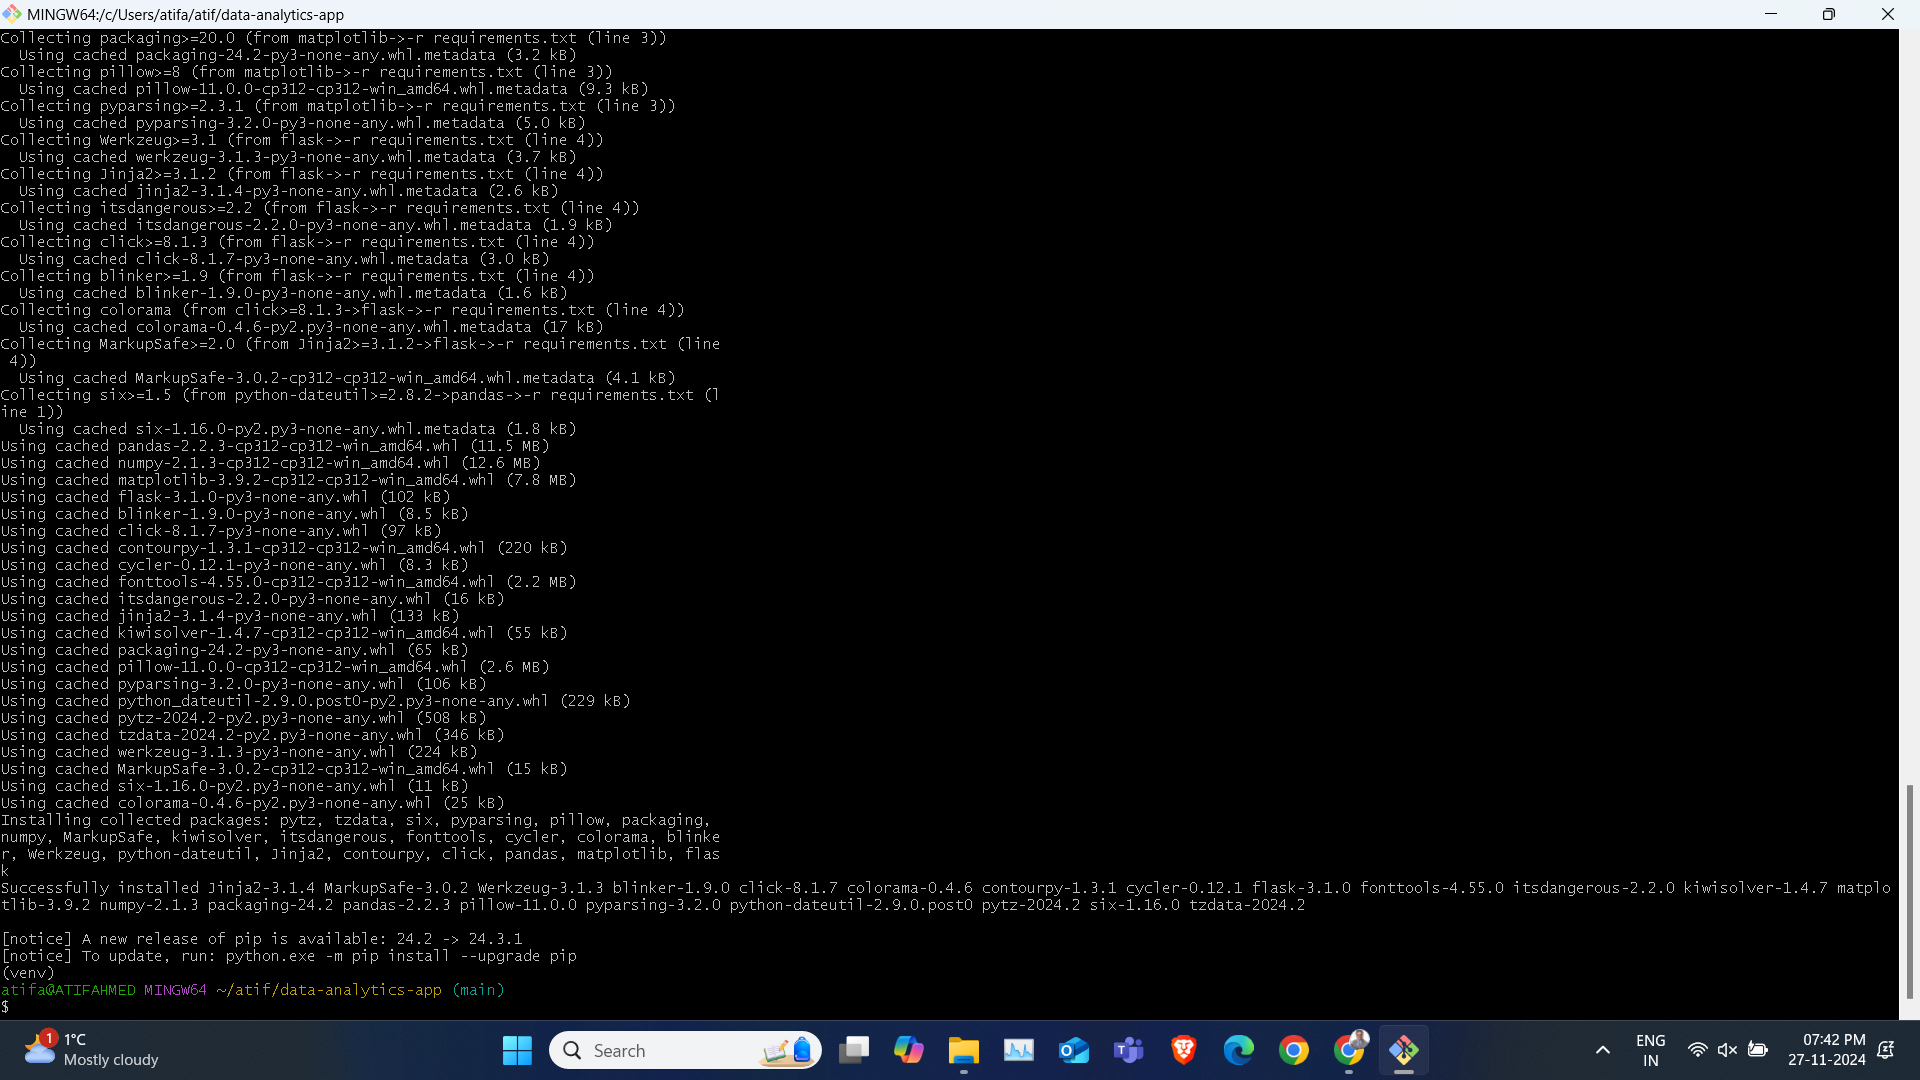 MINGW64:/c/Users/atifa/atif/data-analytics-app
Collecting packaging>=20.0 (from matplotlib->-r requirements.txt (line 3))
  Using cached packaging-24.2-py3-none-any.whl.metadata (3.2 kB)
Collecting pillow>=8 (from matplotlib->-r requirements.txt (line 3))
  Using cached pillow-11.0.0-cp312-cp312-win_amd64.whl.metadata (9.3 kB)
Collecting pyparsing>=2.3.1 (from matplotlib->-r requirements.txt (line 3))
  Using cached pyparsing-3.2.0-py3-none-any.whl.metadata (5.0 kB)
Collecting Werkzeug>=3.1 (from flask->-r requirements.txt (line 4))
  Using cached werkzeug-3.1.3-py3-none-any.whl.metadata (3.7 kB)
Collecting Jinja2>=3.1.2 (from flask->-r requirements.txt (line 4))
  Using cached jinja2-3.1.4-py3-none-any.whl.metadata (2.6 kB)
Collecting itsdangerous>=2.2 (from flask->-r requirements.txt (line 4))
  Using cached itsdangerous-2.2.0-py3-none-any.whl.metadata (1.9 kB)
Collecting click>=8.1.3 (from flask->-r requirements.txt (line 4))
  Using cached click-8.1.7-py3-none-any.whl.metadata (3.0 kB)
Collecting blinker>=1.9 (from flask->-r requirements.txt (line 4))
  Using cached blinker-1.9.0-py3-none-any.whl.metadata (1.6 kB)
Collecting colorama (from click>=8.1.3->flask->-r requirements.txt (line 4))
  Using cached colorama-0.4.6-py2.py3-none-any.whl.metadata (17 kB)
Collecting MarkupSafe>=2.0 (from Jinja2>=3.1.2->flask->-r requirements.txt (line
 4))
  Using cached MarkupSafe-3.0.2-cp312-cp312-win_amd64.whl.metadata (4.1 kB)
Collecting six>=1.5 (from python-dateutil>=2.8.2->pandas->-r requirements.txt (l
ine 1))
  Using cached six-1.16.0-py2.py3-none-any.whl.metadata (1.8 kB)
Using cached pandas-2.2.3-cp312-cp312-win_amd64.whl (11.5 MB)
Using cached numpy-2.1.3-cp312-cp312-win_amd64.whl (12.6 MB)
Using cached matplotlib-3.9.2-cp312-cp312-win_amd64.whl (7.8 MB)
Using cached flask-3.1.0-py3-none-any.whl (102 kB)
Using cached blinker-1.9.0-py3-none-any.whl (8.5 kB)
Using cached click-8.1.7-py3-none-any.whl (97 kB)
Using cached contourpy-1.3.1-cp312-cp312-win_amd64.whl (220 kB)
Using cached cycler-0.12.1-py3-none-any.whl (8.3 kB)
Using cached fonttools-4.55.0-cp312-cp312-win_amd64.whl (2.2 MB)
Using cached itsdangerous-2.2.0-py3-none-any.whl (16 kB)
Using cached jinja2-3.1.4-py3-none-any.whl (133 kB)
Using cached kiwisolver-1.4.7-cp312-cp312-win_amd64.whl (55 kB)
Using cached packaging-24.2-py3-none-any.whl (65 kB)
Using cached pillow-11.0.0-cp312-cp312-win_amd64.whl (2.6 MB)
Using cached pyparsing-3.2.0-py3-none-any.whl (106 kB)
Using cached python_dateutil-2.9.0.post0-py2.py3-none-any.whl (229 kB)
Using cached pytz-2024.2-py2.py3-none-any.whl (508 kB)
Using cached tzdata-2024.2-py2.py3-none-any.whl (346 kB)
Using cached werkzeug-3.1.3-py3-none-any.whl (224 kB)
Using cached MarkupSafe-3.0.2-cp312-cp312-win_amd64.whl (15 kB)
Using cached six-1.16.0-py2.py3-none-any.whl (11 kB)
Using cached colorama-0.4.6-py2.py3-none-any.whl (25 kB)
Installing collected packages: pytz, tzdata, six, pyparsing, pillow, packaging,
numpy, MarkupSafe, kiwisolver, itsdangerous, fonttools, cycler, colorama, blinke
r, Werkzeug, python-dateutil, Jinja2, contourpy, click, pandas, matplotlib, flas
k
Successfully installed Jinja2-3.1.4 MarkupSafe-3.0.2 Werkzeug-3.1.3 blinker-1.9.0 click-8.1.7 colorama-0.4.6 contourpy-1.3.1 cycler-0.12.1 flask-3.1.0 fonttools-4.55.0 itsdangerous-2.2.0 kiwisolver-1.4.7 matplo
tlib-3.9.2 numpy-2.1.3 packaging-24.2 pandas-2.2.3 pillow-11.0.0 pyparsing-3.2.0 python-dateutil-2.9.0.post0 pytz-2024.2 six-1.16.0 tzdata-2024.2
[notice] A new release of pip is available: 24.2 -> 24.3.1
[notice] To update, run: python.exe -m pip install --upgrade pip
(venv)
atifa@ATIFAHMED MINGW64 ~/atif/data-analytics-app (main)
$
1
1°C
Mostly cloudy
Search
ENG
IN
07:42 PM
27-11-2024